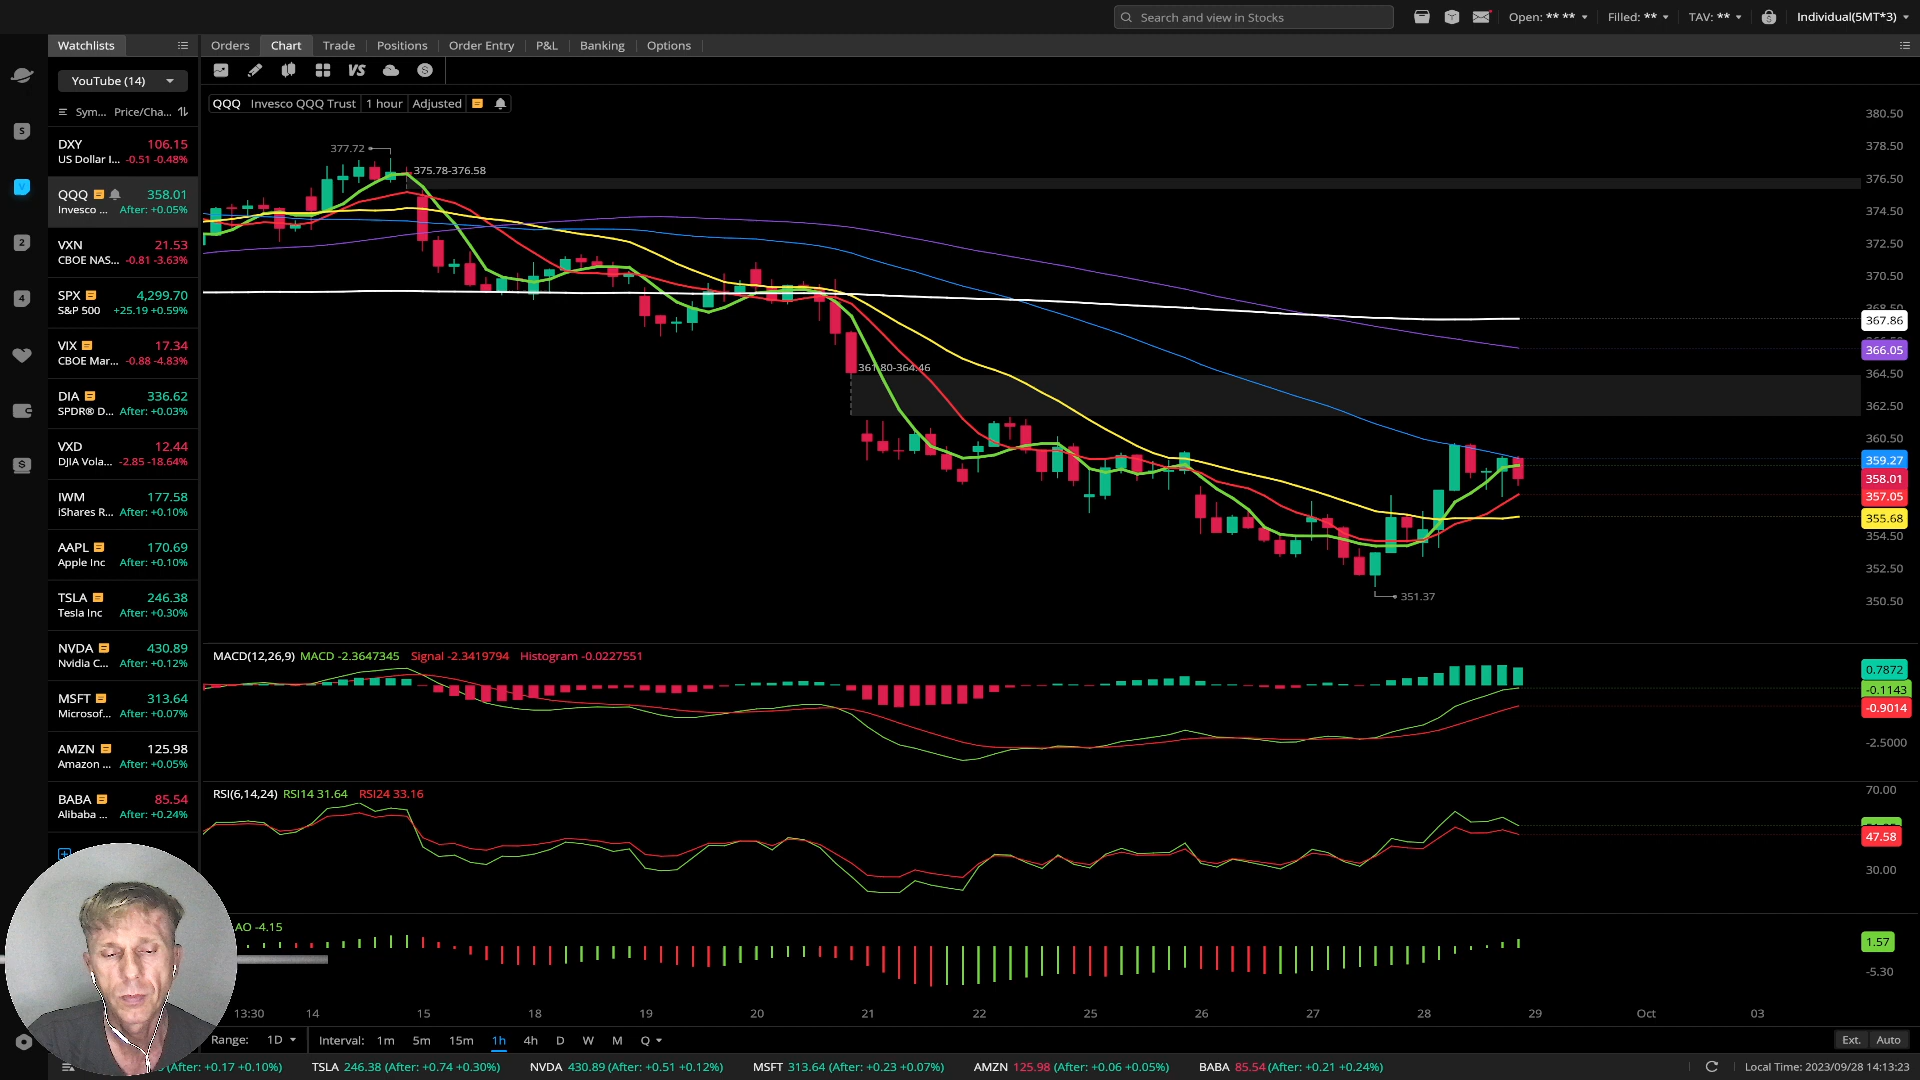 Search and view in Stocks
Open: ** **
Filled: **
TAV: **
Individual(5MT*3)
Watchlists
Orders
Chart
Trade
Positions
Order Entry
P&L
Banking
Options
YouTube (14)
VS
Sym... Price/Cha...
QQQ Invesco QQQ Trust 1 hour Adjusted
DXY 106.15
US Dollar I... -0.51 -0.48%
QQQ 358.01
Invesco ... After: +0.05%
VXN 21.53
CBOE NAS... -0.81 -3.63%
SPX 4,299.70
S&P 500 +25.19 +0.59%
VIX 17.34
CBOE Mar... -0.88 -4.83%
DIA 336.62
SPDR® D... After: +0.03%
VXD 12.44
DJIA Vola... -2.85 -18.64%
IWM 177.58
iShares R... After: +0.10%
AAPL 170.69
Apple Inc After: +0.10%
TSLA 246.38
Tesla Inc After: +0.30%
NVDA 430.89
Nvidia C... After: +0.12%
MSFT 313.64
Microsof... After: +0.07%
AMZN 125.98
Amazon ... After: +0.05%
BABA 85.54
Alibaba ... After: +0.24%
377.72
375.78-376.58
361.80-364.46
351.37
380.50
378.50
376.50
374.50
372.50
370.50
367.86
366.05
364.50
362.50
360.50
359.27
358.01
357.05
355.68
354.50
352.50
350.50
MACD(12,26,9) MACD -2.3647345 Signal -2.3419794 Histogram -0.0227551
0.7872
-0.1143
-0.9014
-2.5000
RSI(6,14,24) RSI14 31.64 RSI24 33.16
70.00
47.58
30.00
AO -4.15
1.57
-5.30
13:30 14 15 18 19 20 21 22 25 26 27 28 29 Oct 03
Range: 1D Interval: 1m 5m 15m 1h 4h D W M Q
Ext. Auto
(After: +0.17 +0.10%) TSLA 246.38 (After: +0.74 +0.30%) NVDA 430.89 (After: +0.51 +0.12%) MSFT 313.64 (After: +0.23 +0.07%) AMZN 125.98 (After: +0.06 +0.05%) BABA 85.54 (After: +0.21 +0.24%)
Local Time: 2023/09/28 14:13:23